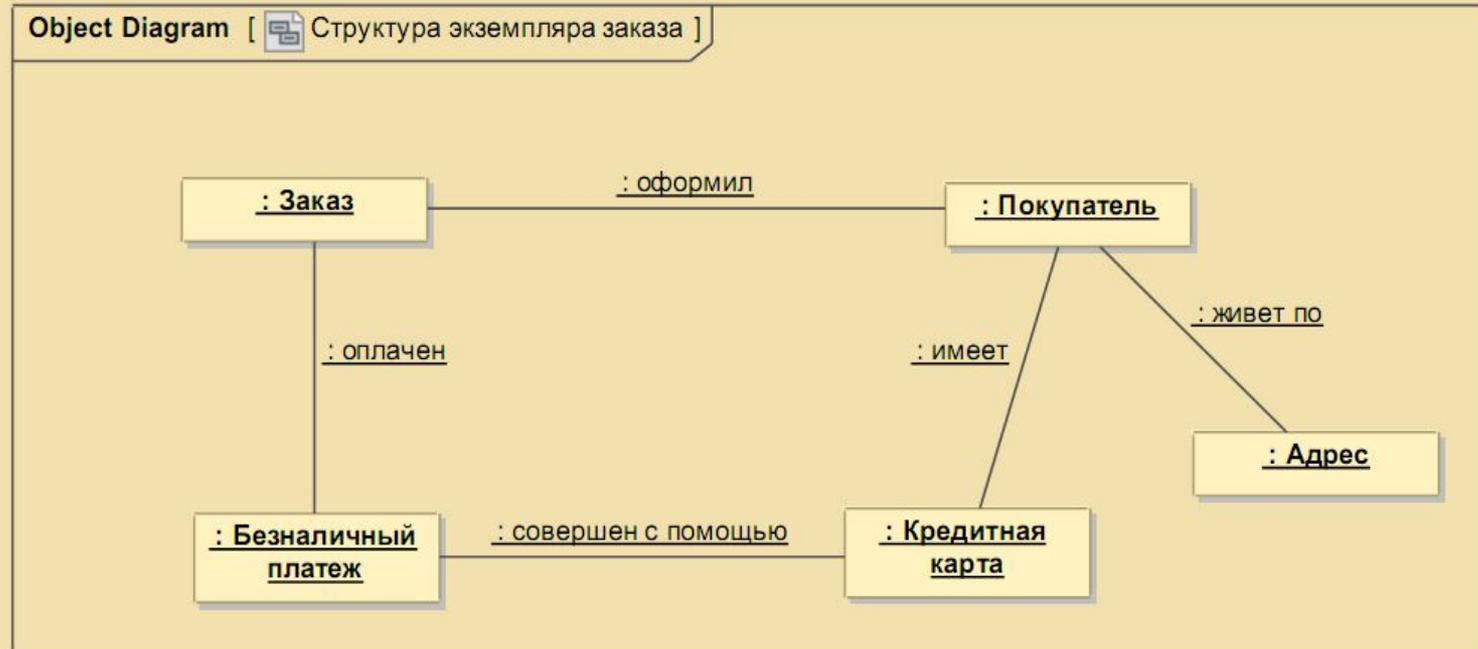 Object Diagram [ Структура экземпляра заказа ]
: Заказ
: оформил
: Покупатель
: живет по
: оплачен
: имеет
: Адрес
: Безналичный
платеж
: совершен с помощью
: Кредитная
карта